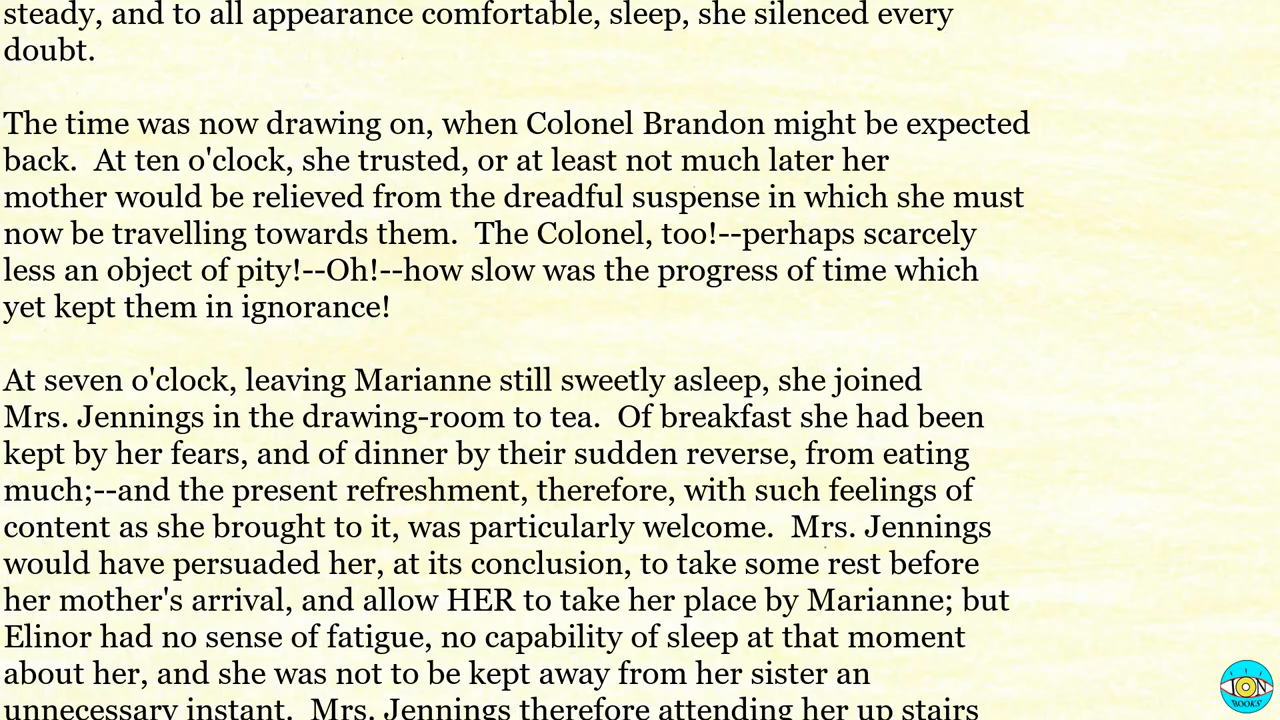 steady, and to all appearance comfortable, sleep, she silenced every
doubt.
The time was now drawing on, when Colonel Brandon might be expected
back.  At ten o'clock, she trusted, or at least not much later her
mother would be relieved from the dreadful suspense in which she must
now be travelling towards them.  The Colonel, too!--perhaps scarcely
less an object of pity!--Oh!--how slow was the progress of time which
yet kept them in ignorance!
At seven o'clock, leaving Marianne still sweetly asleep, she joined
Mrs. Jennings in the drawing-room to tea.  Of breakfast she had been
kept by her fears, and of dinner by their sudden reverse, from eating
much;--and the present refreshment, therefore, with such feelings of
content as she brought to it, was particularly welcome.  Mrs. Jennings
would have persuaded her, at its conclusion, to take some rest before
her mother's arrival, and allow HER to take her place by Marianne; but
Elinor had no sense of fatigue, no capability of sleep at that moment
about her, and she was not to be kept away from her sister an
unnecessary instant.  Mrs. Jennings therefore attending her up stairs
ION
BOOKS